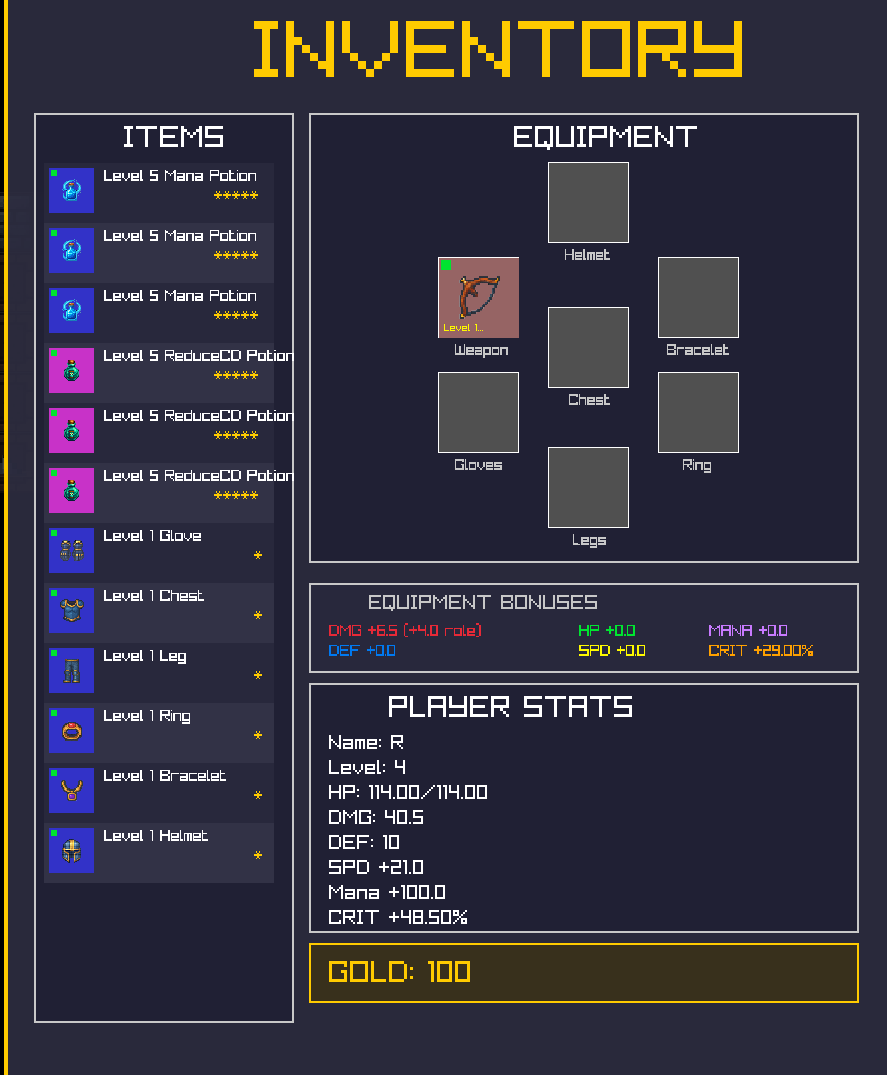 INVENTORY
ITEMS
Level 5 Mana Potion
*****
Level 5 Mana Potion
*****
Level 5 Mana Potion
*****
Level 5 ReduceCD Potion
*****
Level 5 ReduceCD Potion
*****
Level 5 ReduceCD Potion
*****
Level 1 Glove
*
Level 1 Chest
*
Level 1 Leg
*
Level 1 Ring
*
Level 1 Bracelet
*
Level 1 Helmet
*
EQUIPMENT
Helmet
Level 1...
Weapon
Bracelet
Chest
Gloves
Ring
Legs
EQUIPMENT BONUSES
DMG +6.5 (+4.0 role) HP +0.0 MANA +0.0
DEF +0.0 SPD +0.0 CRIT +29.00%
PLAYER STATS
Name: R
Level: 4
HP: 114.00/114.00
DMG: 40.5
DEF: 10
SPD +21.0
Mana +100.0
CRIT +48.50%
GOLD: 100